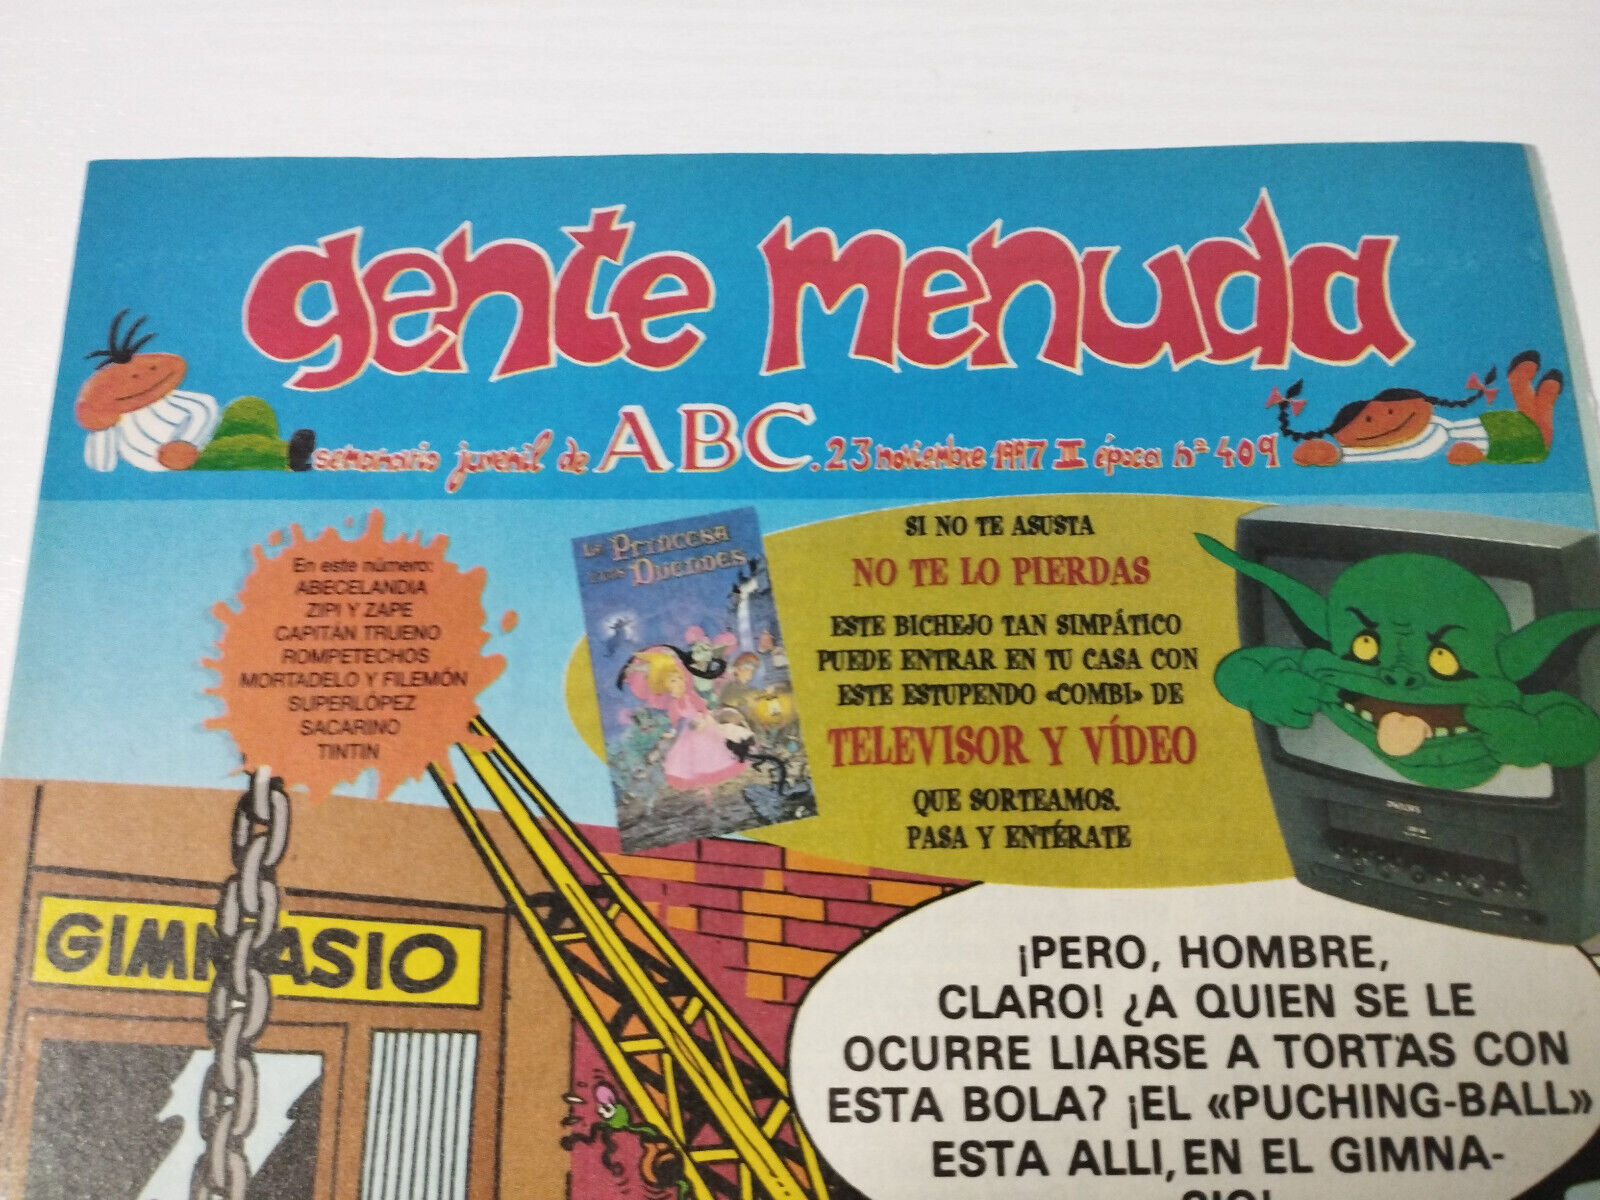 gente menuda
semanario juvenil de ABC. 23 noviembre 1997 II época nº 409
En este número:
ABECELANDIA
ZIPI Y ZAPE
CAPITÁN TRUENO
ROMPETECHOS
MORTADELO Y FILEMÓN
SUPERLÓPEZ
SACARINO
TINTIN
La Princesa
y los Duendes
SI NO TE ASUSTA
NO TE LO PIERDAS
ESTE BICHEJO TAN SIMPÁTICO
PUEDE ENTRAR EN TU CASA CON
ESTE ESTUPENDO «COMBI» DE
TELEVISOR Y VÍDEO
QUE SORTEAMOS.
PASA Y ENTÉRATE
PHILIPS
GIMNASIO
¡PERO, HOMBRE,
CLARO! ¿A QUIEN SE LE
OCURRE LIARSE A TORTAS CON
ESTA BOLA? ¡EL «PUCHING-BALL»
ESTA ALLI, EN EL GIMNA-
SIO!